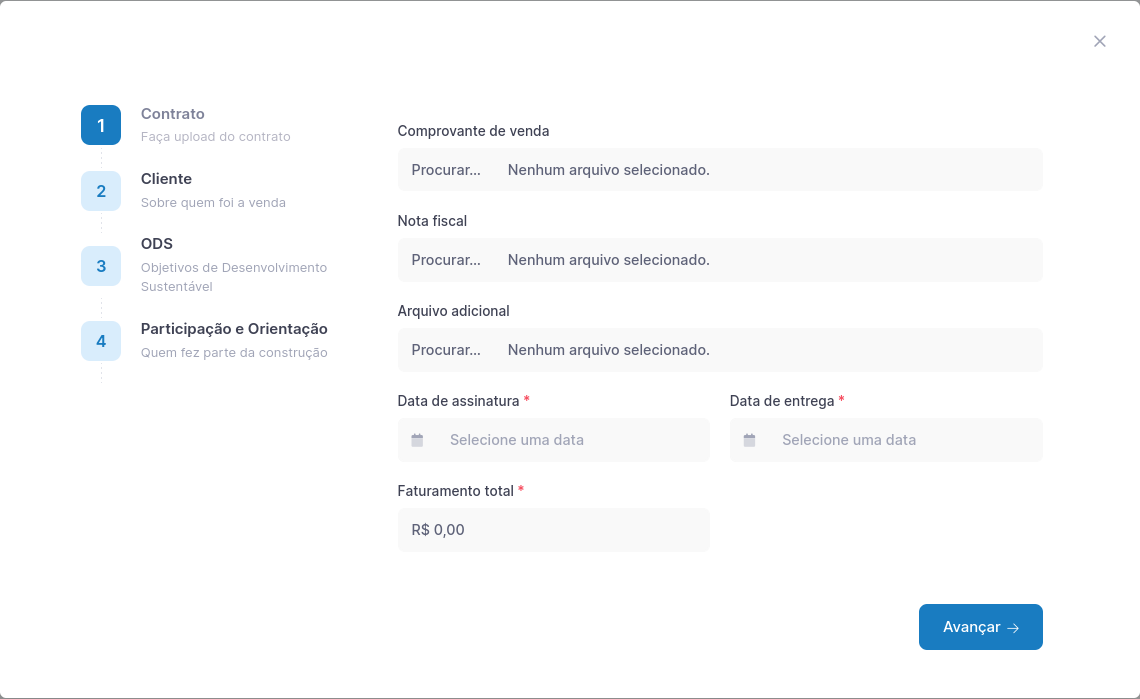 1
Contrato
Faça upload do contrato
2
Cliente
Sobre quem foi a venda
3
ODS
Objetivos de Desenvolvimento
Sustentável
4
Participação e Orientação
Quem fez parte da construção
Comprovante de venda
Procurar... Nenhum arquivo selecionado.
Nota fiscal
Procurar... Nenhum arquivo selecionado.
Arquivo adicional
Procurar... Nenhum arquivo selecionado.
Data de assinatura * Data de entrega *
Selecione uma data Selecione uma data
Faturamento total *
R$ 0,00
Avançar →